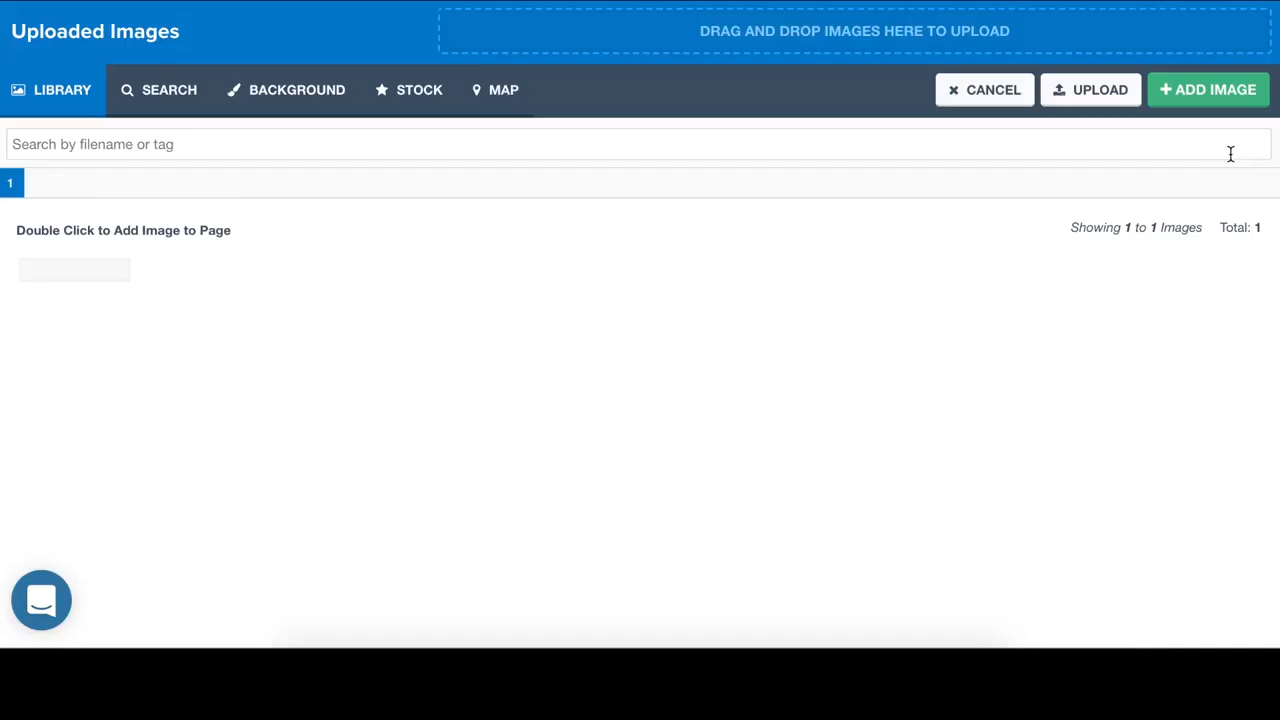 Uploaded Images
DRAG AND DROP IMAGES HERE TO UPLOAD
LIBRARY SEARCH BACKGROUND STOCK MAP CANCEL UPLOAD + ADD IMAGE
Search by filename or tag
1
Double Click to Add Image to Page Showing 1 to 1 Images Total: 1